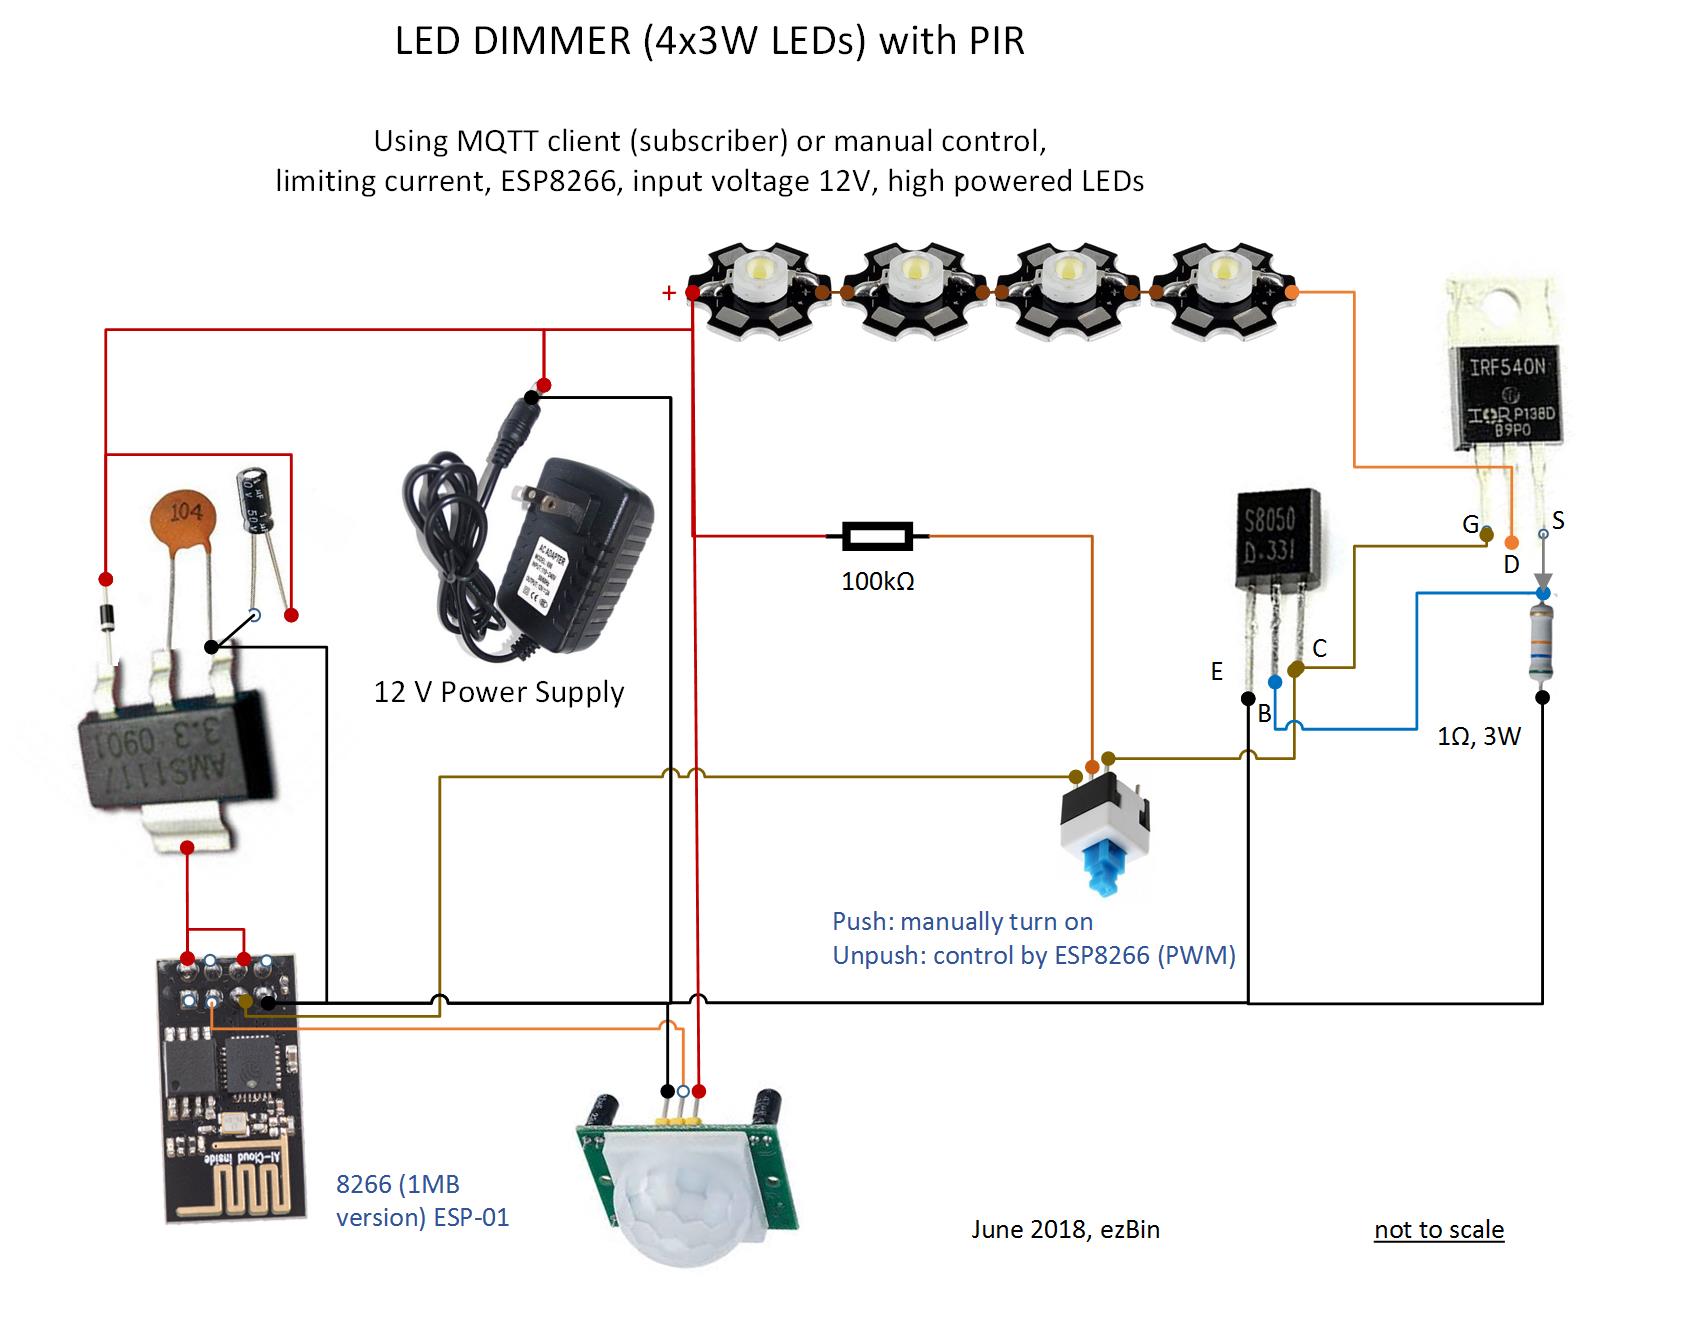 LED DIMMER (4x3W LEDs) with PIR
Using MQTT client (subscriber) or manual control,
limiting current, ESP8266, input voltage 12V, high powered LEDs
+
IRF540N
IOR P138D
B9P0
G
S
D
S8050
D.331
100kΩ
C
E
B
1Ω, 3W
104
12 V Power Supply
AC ADAPTER
AMS1117
3.3 0901
Push: manually turn on
Unpush: control by ESP8266 (PWM)
Ai-Cloud inside
8266 (1MB
version) ESP-01
June 2018, ezBin
not to scale